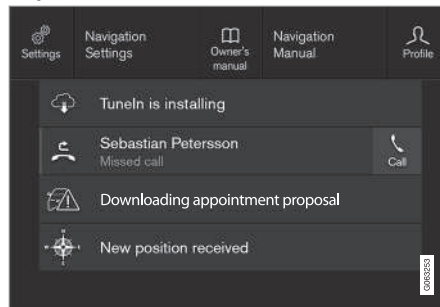 Settings
Navigation
Settings
Owner's
manual
Navigation
Manual
Profile
TuneIn is installing
Sebastian Petersson
Missed call
Call
Downloading appointment proposal
New position received
G063253